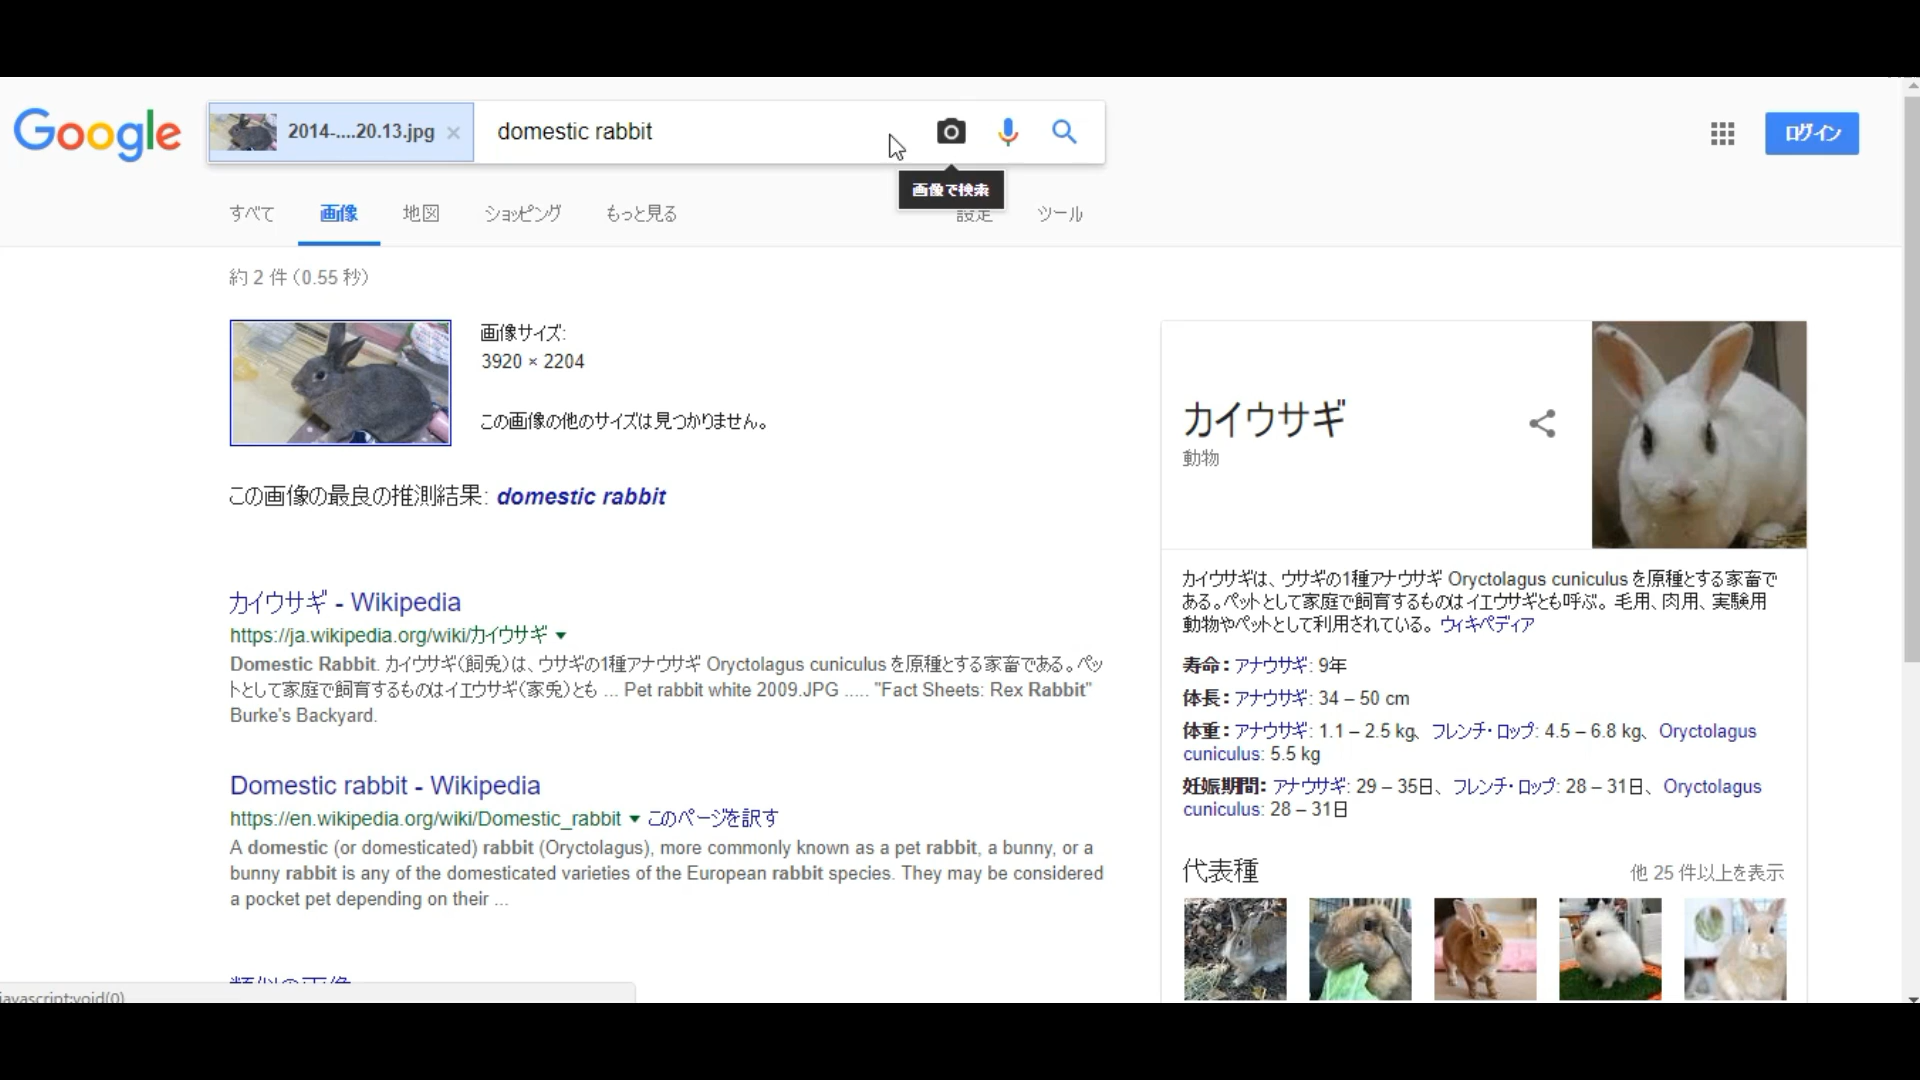 Google
2014-....20.13.jpg ×
domestic rabbit
ログイン
画像で検索
すべて 画像 地図 ショッピング もっと見る 設定 ツール
約 2 件 (0.55 秒)
画像サイズ:
3920 × 2204
この画像の他のサイズは見つかりません。
この画像の最良の推測結果: domestic rabbit
カイウサギ - Wikipedia
https://ja.wikipedia.org/wiki/カイウサギ
Domestic Rabbit. カイウサギ(飼兎)は、ウサギの1種アナウサギ Oryctolagus cuniculus を原種とする家畜である。ペッ
トとして家庭で飼育するものはイエウサギ(家兎)とも ... Pet rabbit white 2009.JPG ..... "Fact Sheets: Rex Rabbit"
Burke's Backyard.
Domestic rabbit - Wikipedia
https://en.wikipedia.org/wiki/Domestic_rabbit このページを訳す
A domestic (or domesticated) rabbit (Oryctolagus), more commonly known as a pet rabbit, a bunny, or a
bunny rabbit is any of the domesticated varieties of the European rabbit species. They may be considered
a pocket pet depending on their ...
類似の画像
javascript:void(0)
カイウサギ
動物
カイウサギは、ウサギの1種アナウサギ Oryctolagus cuniculus を原種とする家畜で
ある。ペットとして家庭で飼育するものはイエウサギとも呼ぶ。 毛用、肉用、実験用
動物やペットとして利用されている。 ウィキペディア
寿命: アナウサギ: 9年
体長: アナウサギ: 34 – 50 cm
体重: アナウサギ: 1.1 – 2.5 kg、 フレンチ・ロップ: 4.5 – 6.8 kg、 Oryctolagus
cuniculus: 5.5 kg
妊娠期間: アナウサギ: 29 – 35日、 フレンチ・ロップ: 28 – 31日、 Oryctolagus
cuniculus: 28 – 31日
代表種
他 25 件以上を表示